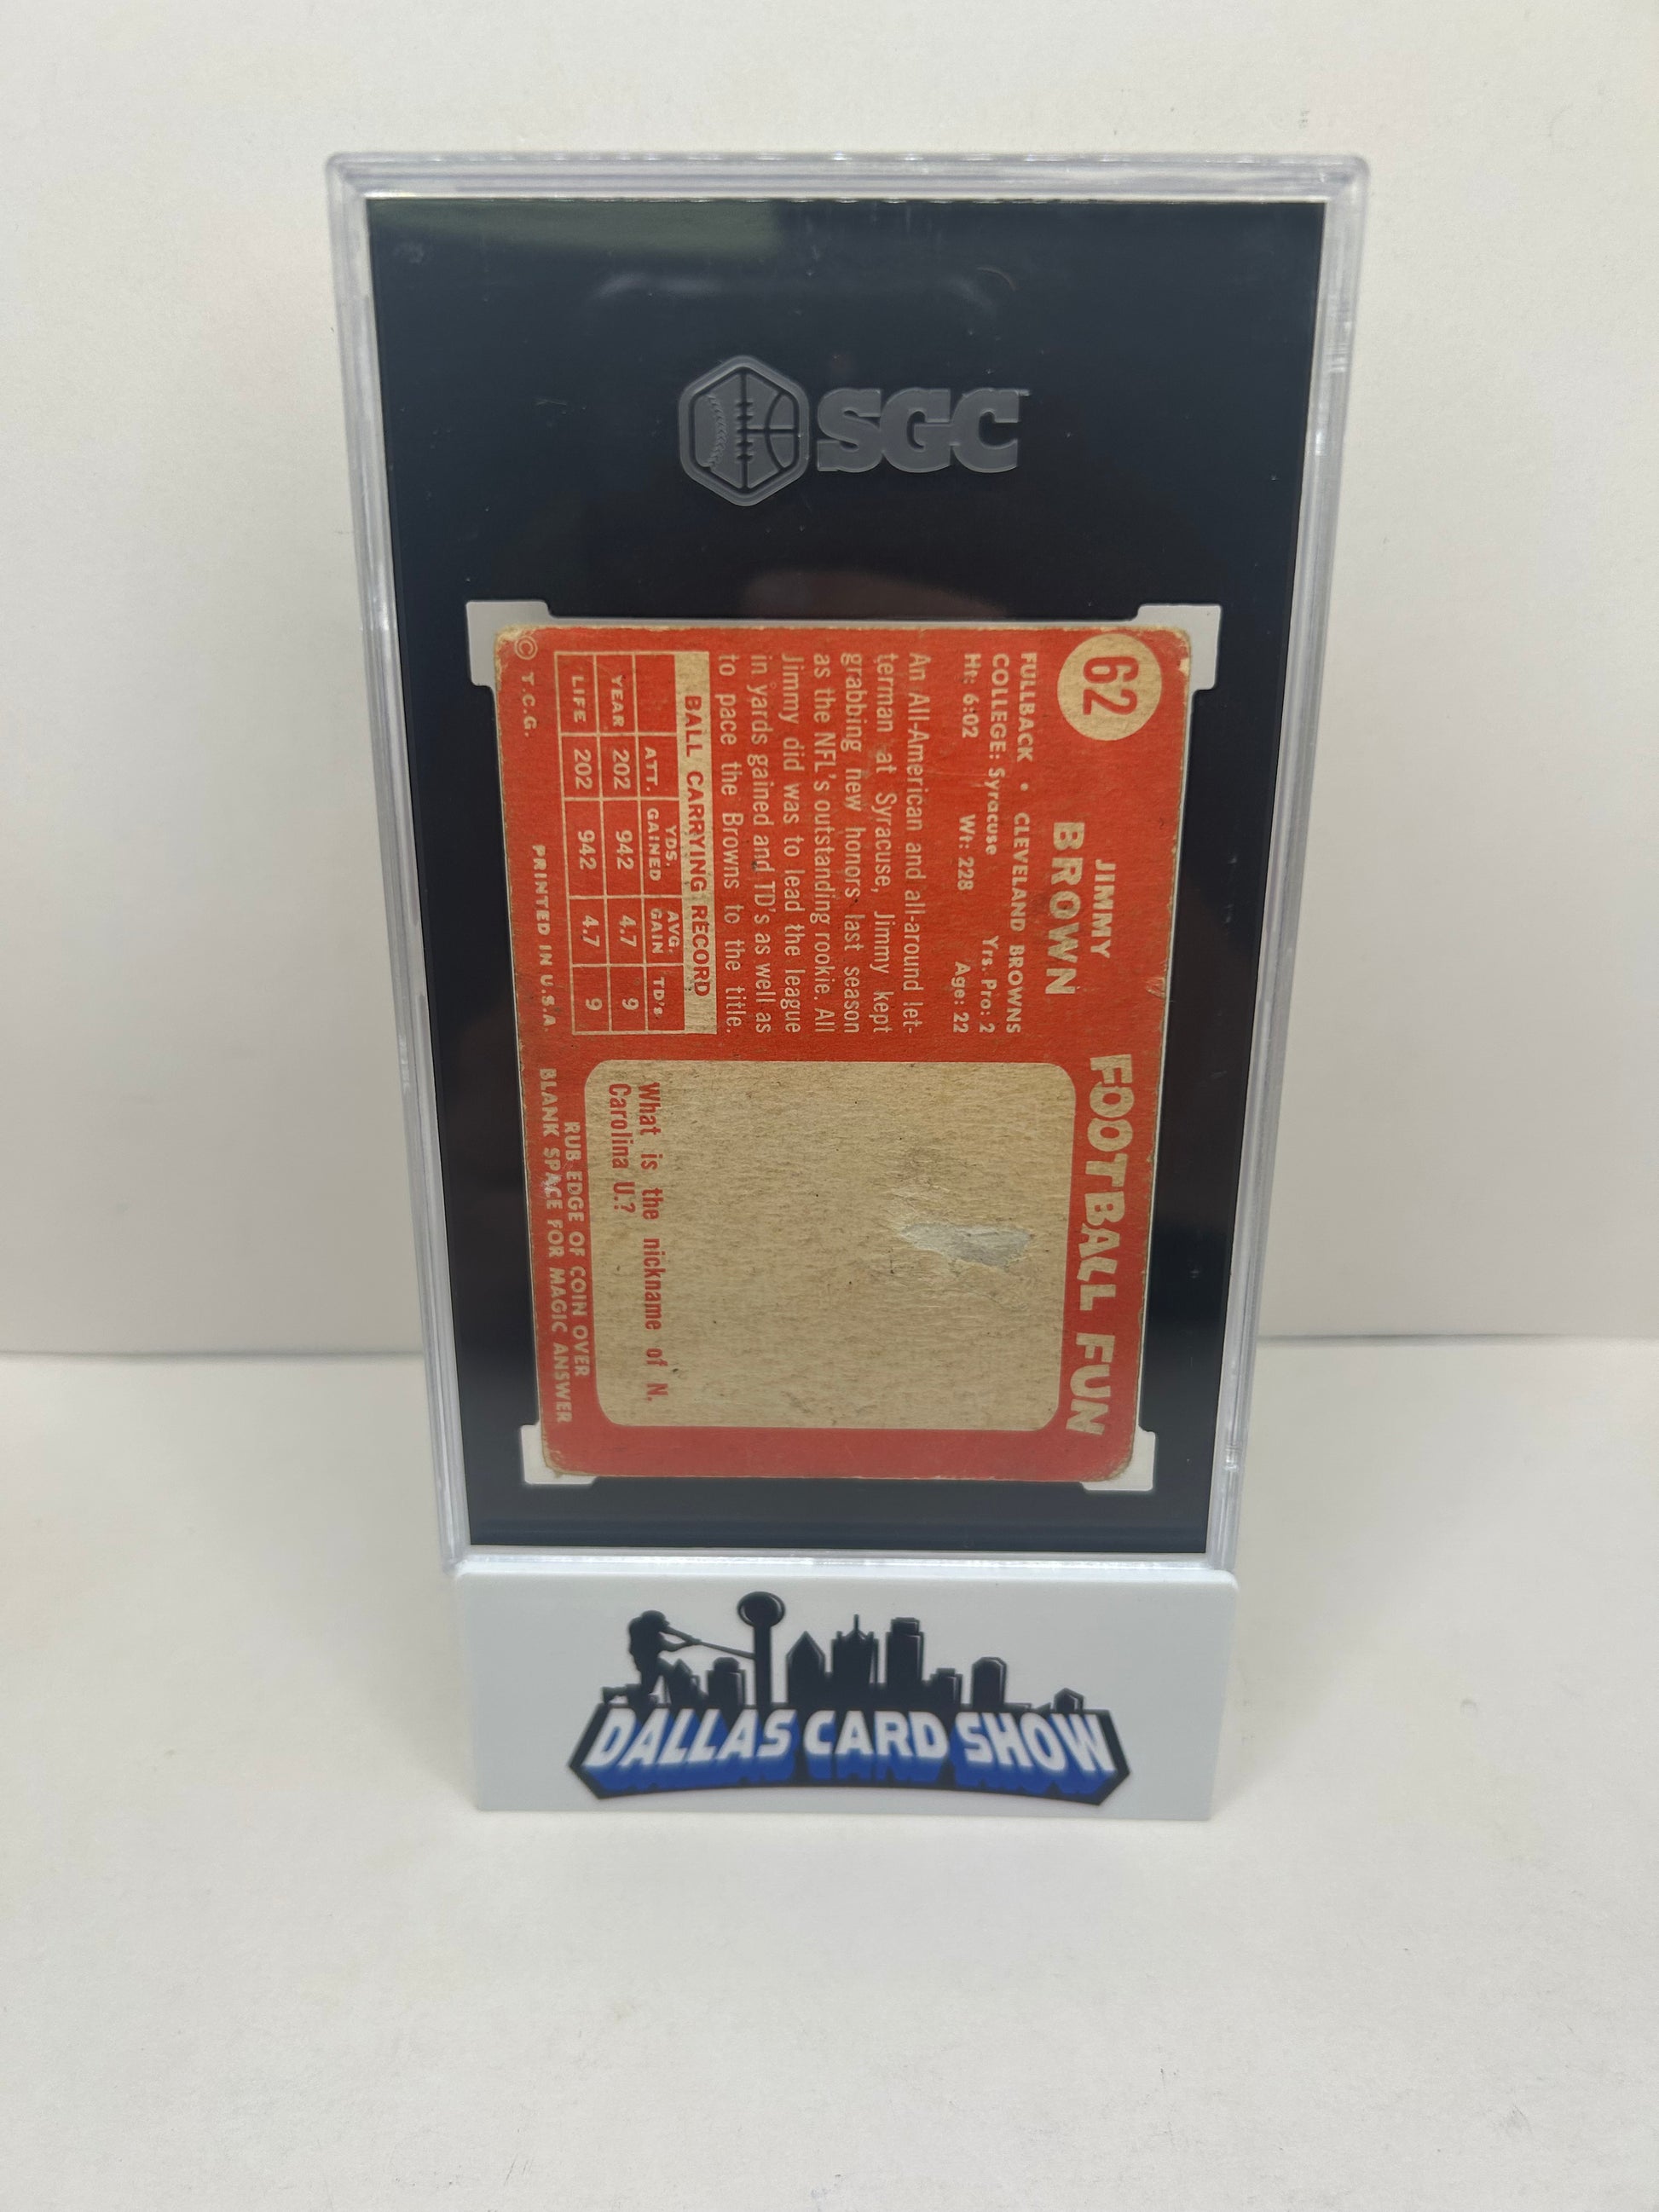 SGC
62
JIMMY
BROWN
FULLBACK • CLEVELAND BROWNS
COLLEGE: Syracuse Yrs. Pro: 2
Ht: 6:02 Wt: 228 Age: 22
An All-American and all-around let-
terman at Syracuse, Jimmy kept
grabbing new honors last season
as the NFL's outstanding rookie. All
Jimmy did was to lead the league
in yards gained and TD's as well as
to pace the Browns to the title.
BALL CARRYING RECORD
ATT. YDS. GAINED AVG. GAIN TD's
YEAR 202 942 4.7 9
LIFE 202 942 4.7 9
© T.C.G. PRINTED IN U.S.A.
FOOTBALL FUN
What is the nickname of N.
Carolina U.?
RUB EDGE OF COIN OVER
BLANK SPACE FOR MAGIC ANSWER
DALLAS CARD SHOW